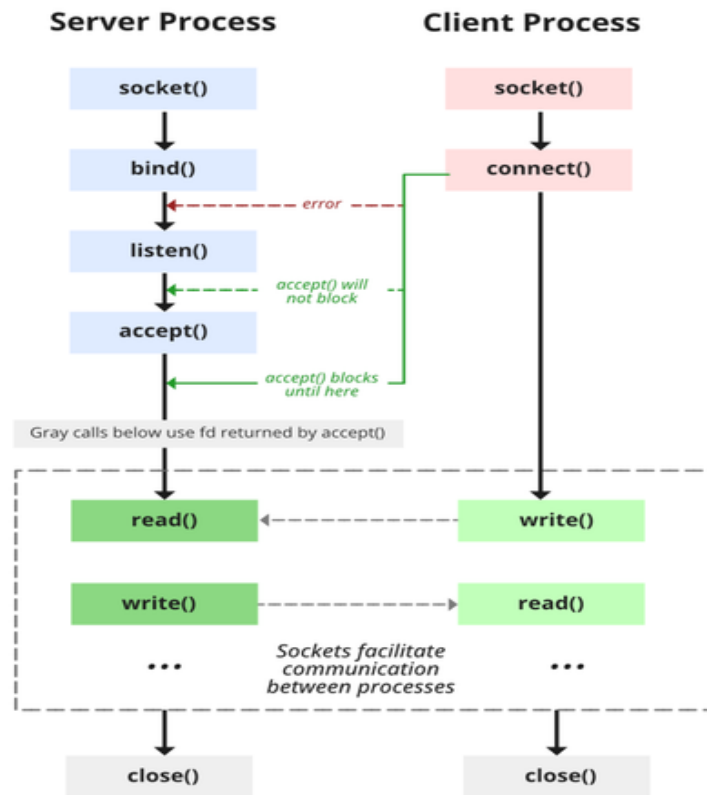 Server Process
Client Process
socket()
socket()
bind()
connect()
error
listen()
accept() will
not block
accept()
accept() blocks
until here
Gray calls below use fd returned by accept()
read()
write()
write()
read()
...
Sockets facilitate
communication
between processes
...
close()
close()